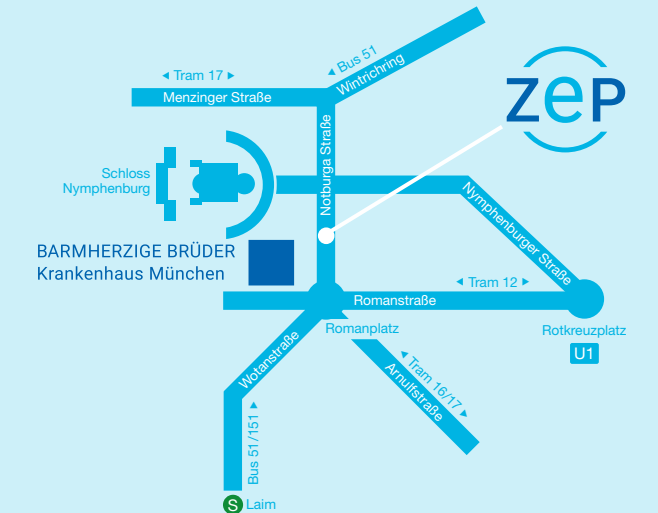 Bus 51
Wintrichring
Tram 17
Menzinger Straße
ZeP
Notburga Straße
Schloss
Nymphenburg
Nymphenburger Straße
BARMHERZIGE BRÜDER
Krankenhaus München
Tram 12
Romanstraße
Romanplatz
Rotkreuzplatz
U1
Wotanstraße
Tram 16/17
Arnulfstraße
Bus 51/151
S Laim